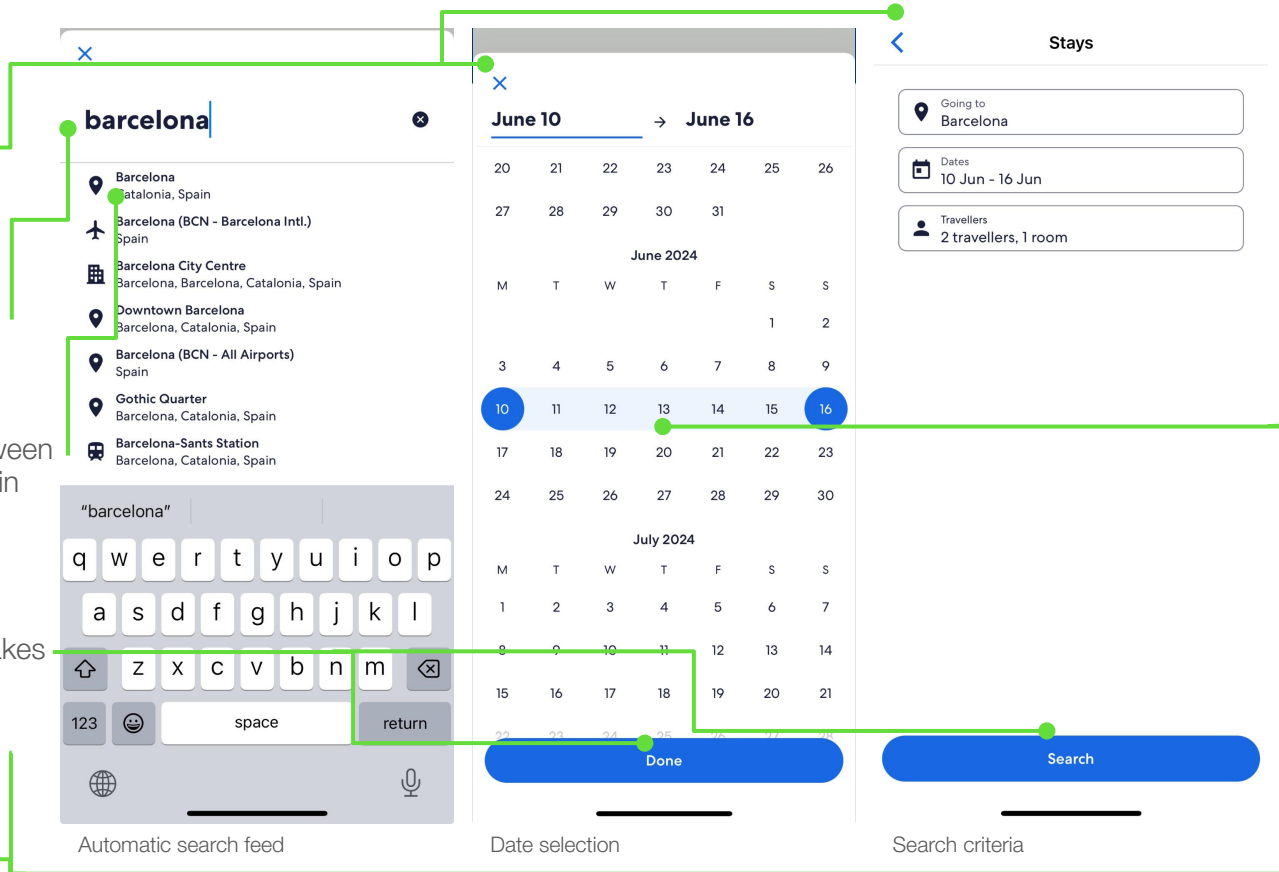 barcelona
Barcelona
Catalonia, Spain
Barcelona (BCN - Barcelona Intl.)
Spain
Barcelona City Centre
Barcelona, Barcelona, Catalonia, Spain
Downtown Barcelona
Barcelona, Catalonia, Spain
Barcelona (BCN - All Airports)
Spain
Gothic Quarter
Barcelona, Catalonia, Spain
Barcelona-Sants Station
Barcelona, Catalonia, Spain
"barcelona"
q w e r t y u i o p
a s d f g h j k l
z x c v b n m
123 space return
Automatic search feed
June 10 → June 16
20 21 22 23 24 25 26
27 28 29 30 31
June 2024
M T W T F S S
1 2
3 4 5 6 7 8 9
10 11 12 13 14 15 16
17 18 19 20 21 22 23
24 25 26 27 28 29 30
July 2024
M T W T F S S
1 2 3 4 5 6 7
8 9 10 11 12 13 14
15 16 17 18 19 20 21
22 23 24 25 26 27 28
Done
Date selection
Stays
Going to
Barcelona
Dates
10 Jun - 16 Jun
Travellers
2 travellers, 1 room
Search
Search criteria